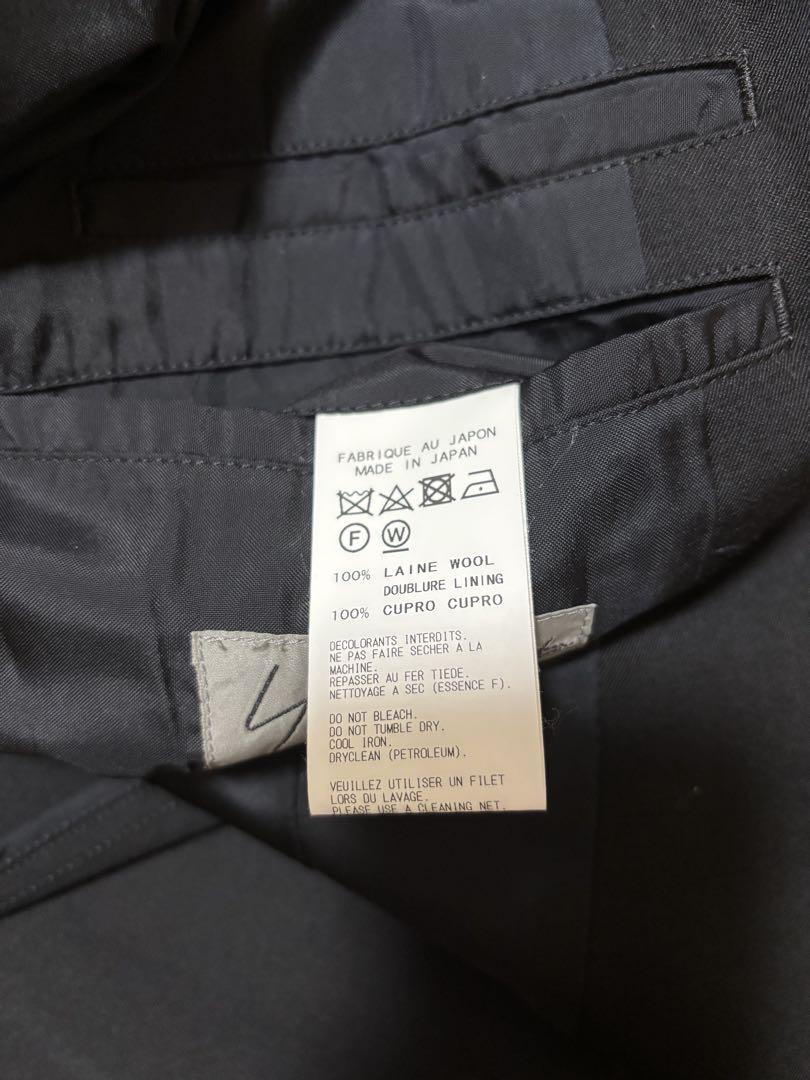 FABRIQUE AU JAPON
MADE IN JAPAN
F W
100% LAINE WOOL
DOUBLURE LINING
100% CUPRO CUPRO
DECOLORANTS INTERDITS.
NE PAS FAIRE SECHER A LA
MACHINE.
REPASSER AU FER TIEDE.
NETTOYAGE A SEC (ESSENCE F).
DO NOT BLEACH.
DO NOT TUMBLE DRY.
COOL IRON.
DRYCLEAN (PETROLEUM).
VEUILLEZ UTILISER UN FILET
LORS DU LAVAGE.
PLEASE USE A CLEANING NET.